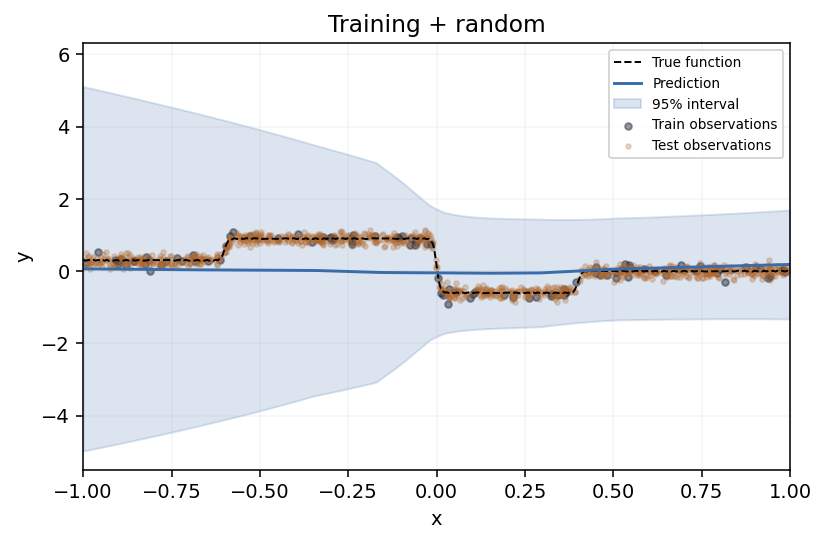 Training + random
6
4
2
0
−2
−4
y
True function
Prediction
95% interval
Train observations
Test observations
−1.00 −0.75 −0.50 −0.25 0.00 0.25 0.50 0.75 1.00
x